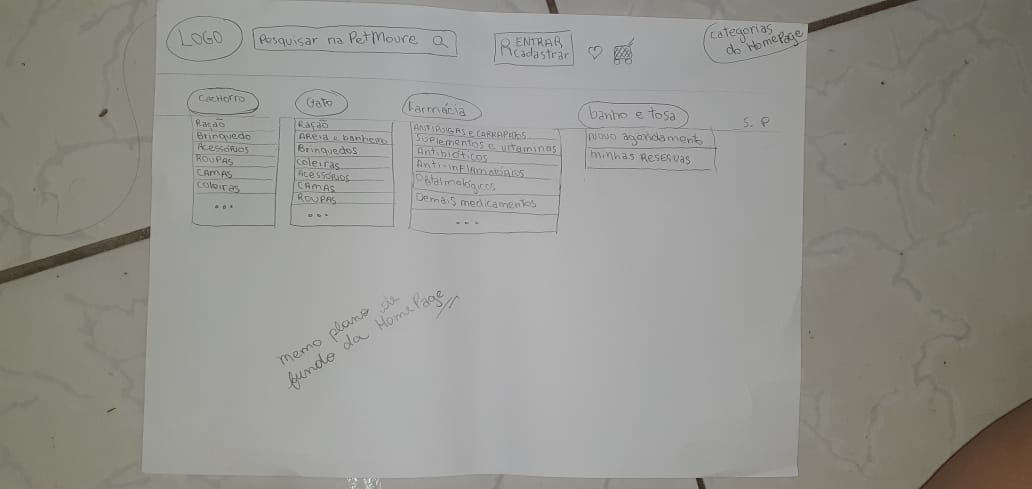 LOGO
Pesquisar na PetMoure
ENTRAR
cadastrar
categorias
do HomePage
cachorro
Ração
Brinquedo
Acessórios
ROUPAS
CAMAS
coleiras
...
Gato
Ração
AREIA e banheiro
Brinquedos
coleiras
Acessórios
CAMAS
ROUPAS
...
Farmácia
ANTIPULGAS e CARRAPATOS
Suplementos e vitaminas
Antibióticos
Anti-inflamatórios
Oftalmológicos
Demais medicamentos
...
banho e tosa
Novo agendament
minhas RESERVAS
S. P
memo plano de
fundo da HomePage